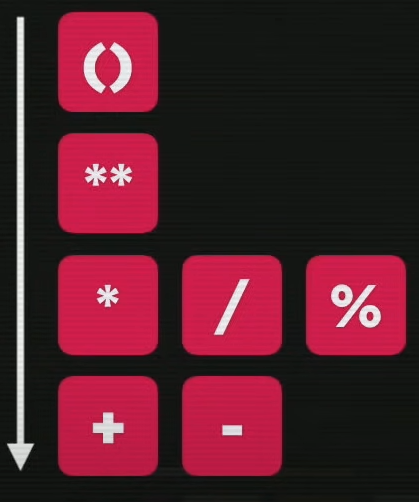 ()
**
* / %
+ -